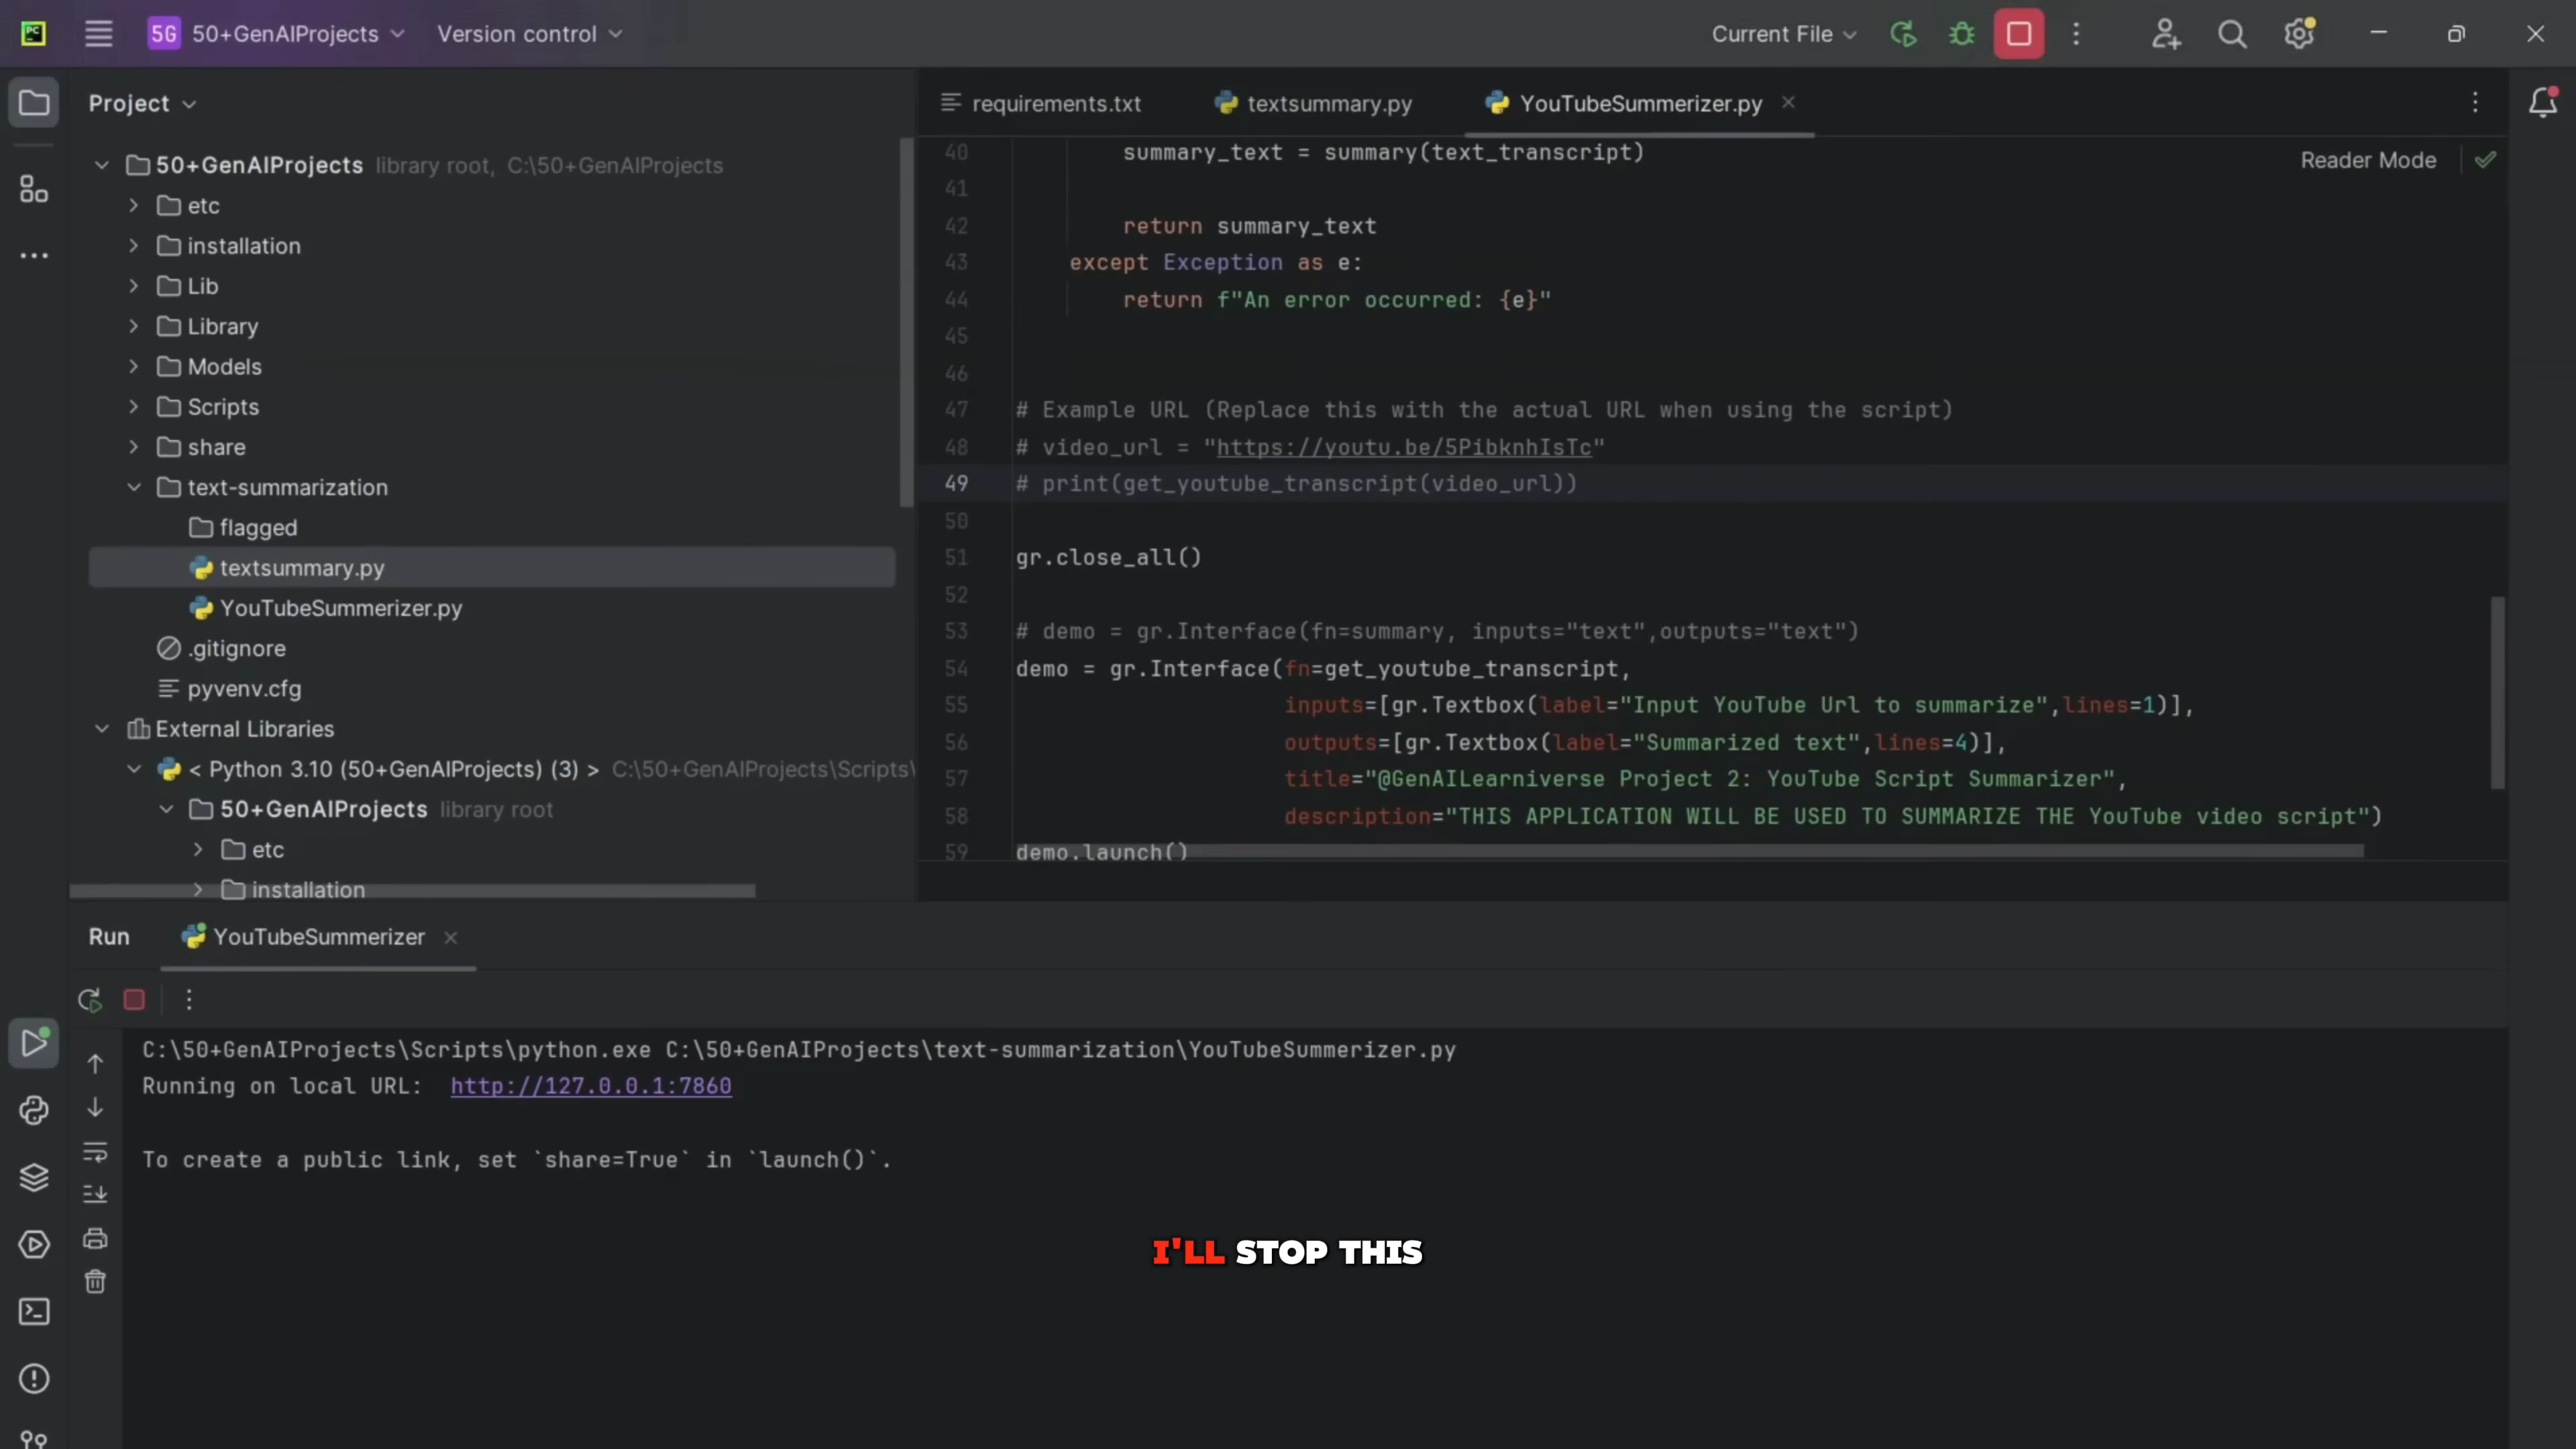 PC
5G 50+GenAIProjects Version control Current File
Project
requirements.txt textsummary.py YouTubeSummerizer.py
Reader Mode
50+GenAIProjects library root, C:\50+GenAIProjects
etc
installation
Lib
Library
Models
Scripts
share
text-summarization
flagged
textsummary.py
YouTubeSummerizer.py
.gitignore
pyvenv.cfg
External Libraries
< Python 3.10 (50+GenAIProjects) (3) > C:\50+GenAIProjects\Scripts\
50+GenAIProjects library root
etc
installation
40 summary_text = summary(text_transcript)
41
42 return summary_text
43 except Exception as e:
44 return f"An error occurred: {e}"
45
46
47 # Example URL (Replace this with the actual URL when using the script)
48 # video_url = "https://youtu.be/5PibknhIsTc"
49 # print(get_youtube_transcript(video_url))
50
51 gr.close_all()
52
53 # demo = gr.Interface(fn=summary, inputs="text",outputs="text")
54 demo = gr.Interface(fn=get_youtube_transcript,
55 inputs=[gr.Textbox(label="Input YouTube Url to summarize",lines=1)],
56 outputs=[gr.Textbox(label="Summarized text",lines=4)],
57 title="@GenAILearniverse Project 2: YouTube Script Summarizer",
58 description="THIS APPLICATION WILL BE USED TO SUMMARIZE THE YouTube video script")
59 demo.launch()
Run YouTubeSummerizer
C:\50+GenAIProjects\Scripts\python.exe C:\50+GenAIProjects\text-summarization\YouTubeSummerizer.py
Running on local URL: http://127.0.0.1:7860
To create a public link, set `share=True` in `launch()`.
I'LL STOP THIS